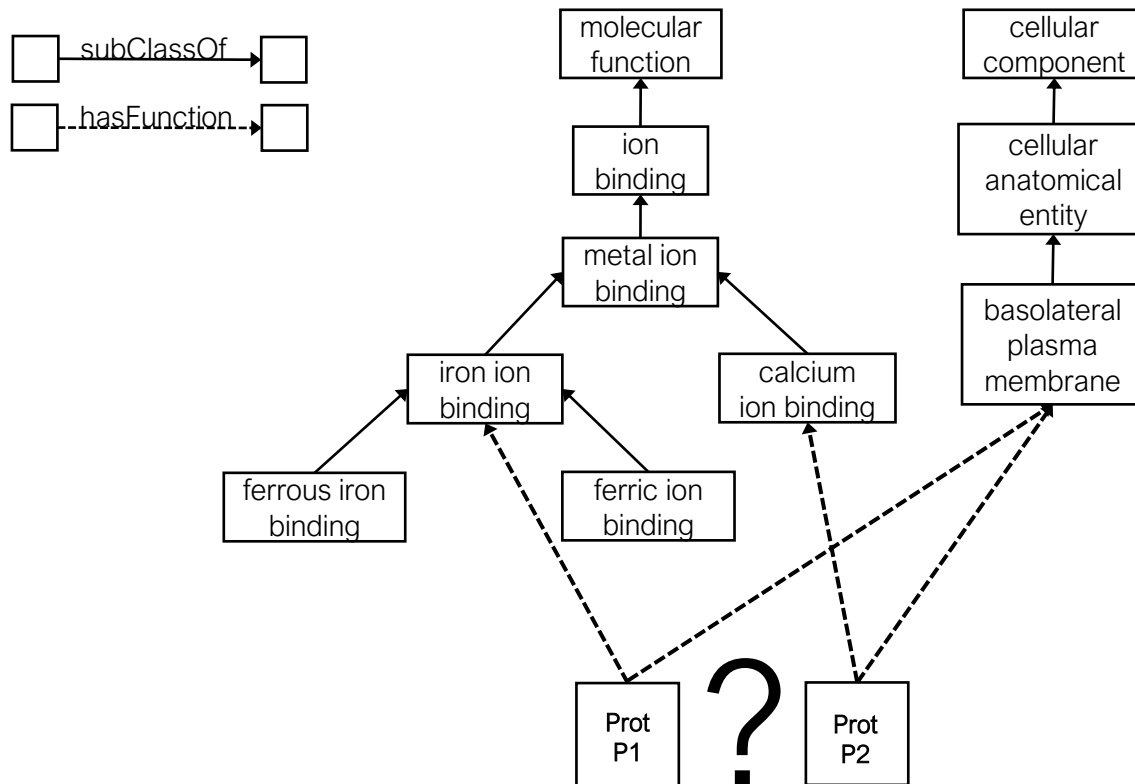 subClassOf
hasFunction
molecular
function
cellular
component
ion
binding
cellular
anatomical
entity
metal ion
binding
basolateral
plasma
membrane
iron ion
binding
calcium
ion binding
ferrous iron
binding
ferric ion
binding
Prot
P1
?
Prot
P2